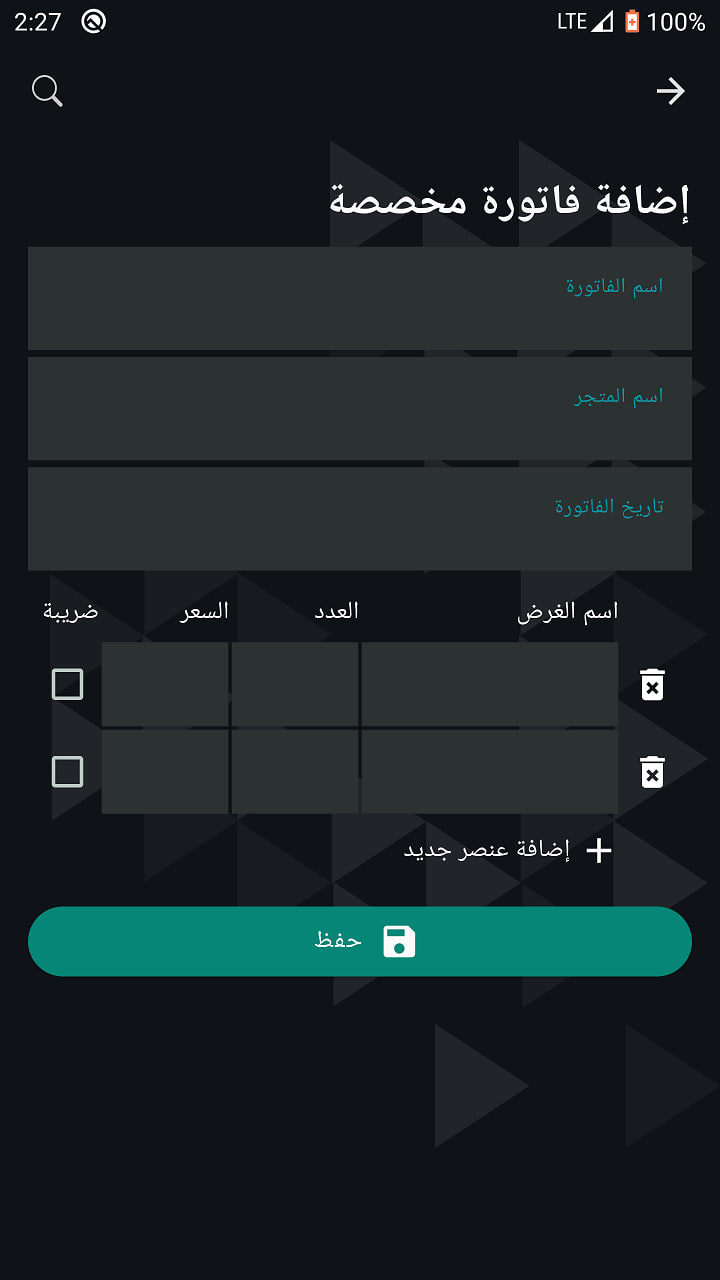 2:27 LTE 100%
إضافة فاتورة مخصصة
اسم الفاتورة
اسم المتجر
تاريخ الفاتورة
اسم الغرض العدد السعر ضريبة
إضافة عنصر جديد
حفظ